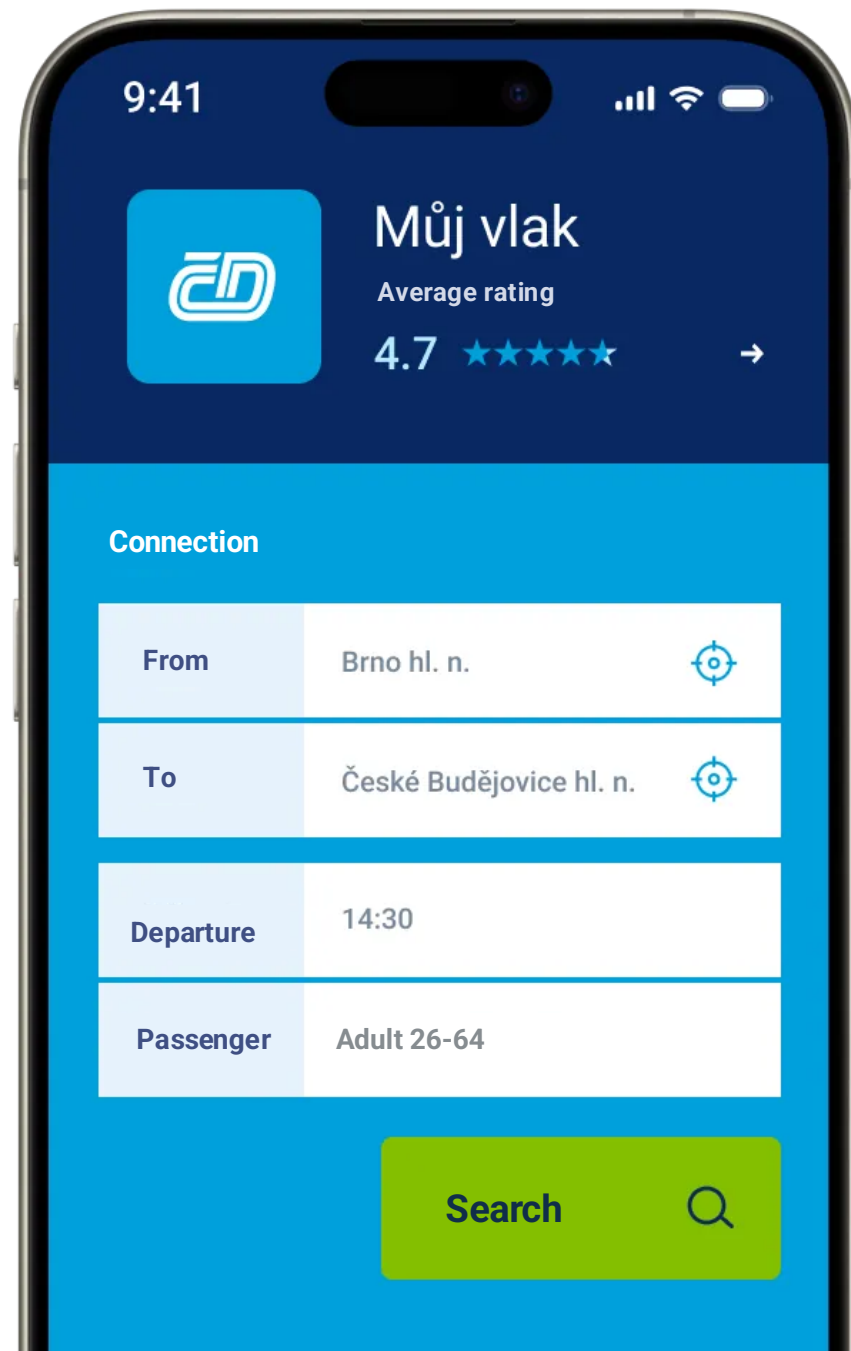 9:41
ČD
Můj vlak
Average rating
4.7
Connection
From
Brno hl. n.
To
České Budějovice hl. n.
Departure
14:30
Passenger
Adult 26-64
Search